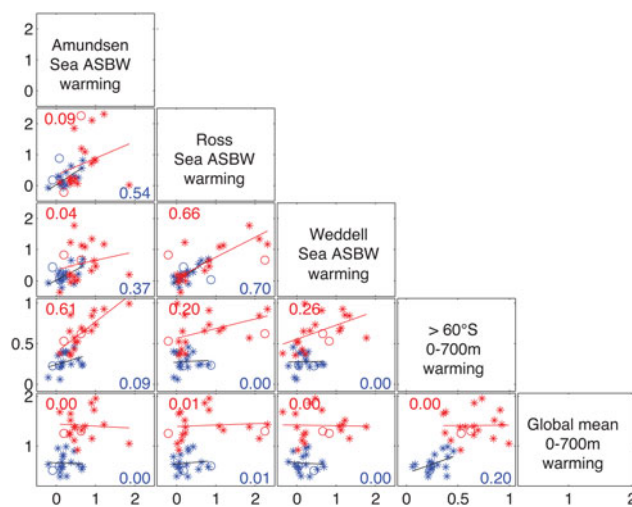 2
1
0
Amundsen
Sea ASBW
warming
2
1
0
0.09
0.54
Ross
Sea ASBW
warming
2
1
0
0.04
0.37
0.66
0.70
Weddell
Sea ASBW
warming
1
0.5
0
0.61
0.09
0.20
0.00
0.26
0.00
> 60°S
0-700m
warming
2
1
0.00
0.00
0.01
0.01
0.00
0.00
0.00
0.20
Global mean
0-700m
warming
0 1 2 0 1 2 0 1 2 0 0.5 1 1 2